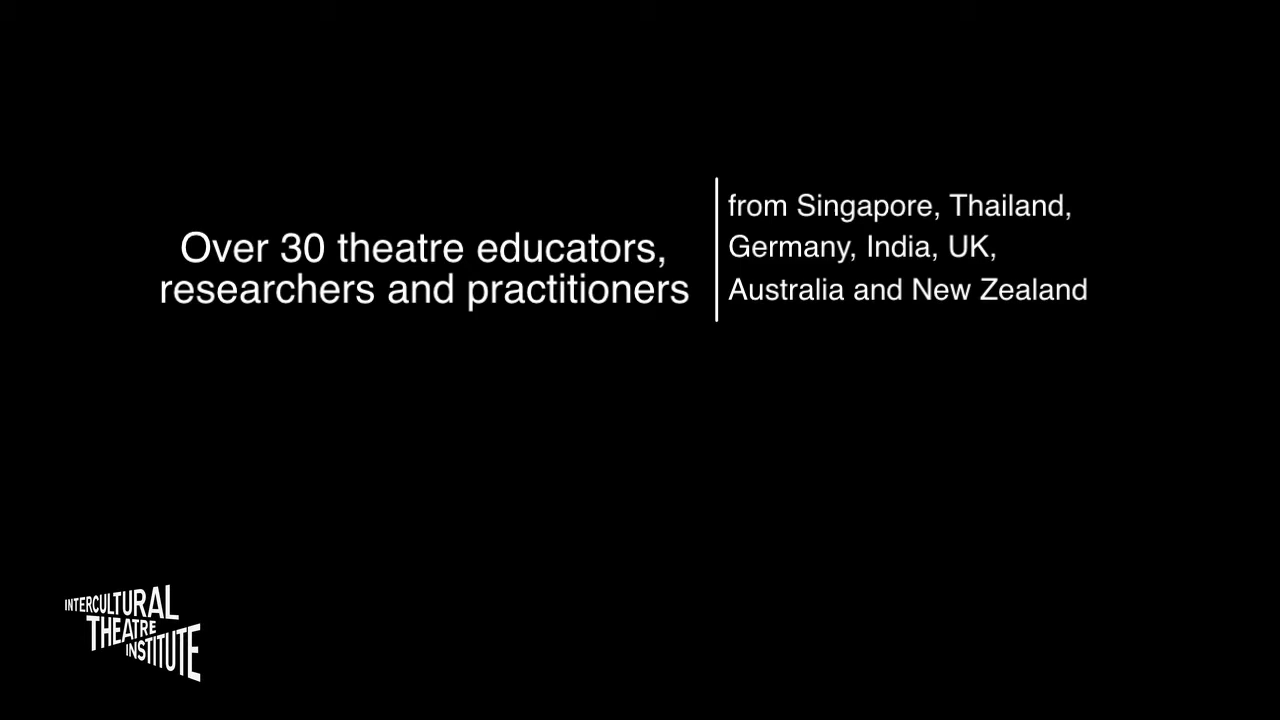 Over 30 theatre educators,
researchers and practitioners
from Singapore, Thailand,
Germany, India, UK,
Australia and New Zealand
INTERCULTURAL
THEATRE
INSTITUTE